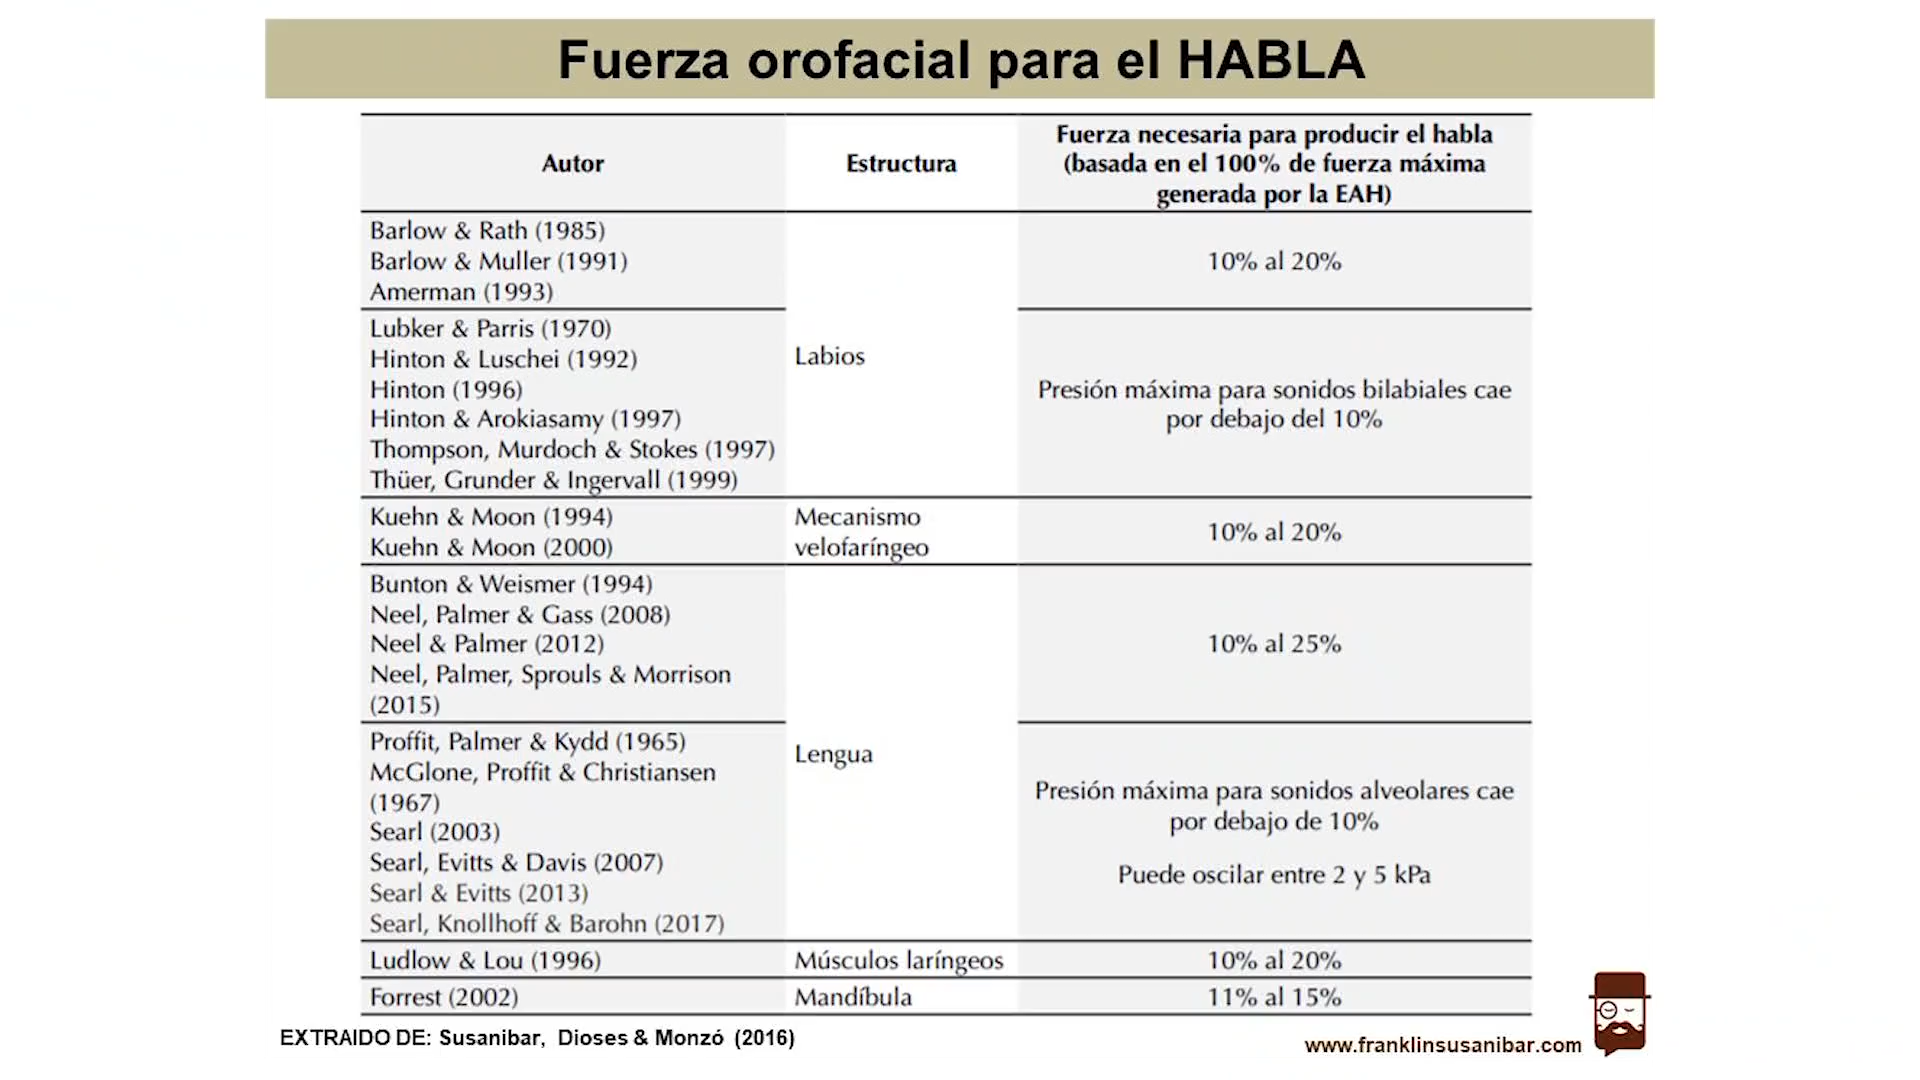 Fuerza orofacial para el HABLA
Autor
Estructura
Fuerza necesaria para producir el habla
(basada en el 100% de fuerza máxima
generada por la EAH)
Barlow & Rath (1985)
Barlow & Muller (1991)
Amerman (1993)
Labios
10% al 20%
Lubker & Parris (1970)
Hinton & Luschei (1992)
Hinton (1996)
Hinton & Arokiasamy (1997)
Thompson, Murdoch & Stokes (1997)
Thüer, Grunder & Ingervall (1999)
Presión máxima para sonidos bilabiales cae
por debajo del 10%
Kuehn & Moon (1994)
Kuehn & Moon (2000)
Mecanismo
velofaríngeo
10% al 20%
Bunton & Weismer (1994)
Neel, Palmer & Gass (2008)
Neel & Palmer (2012)
Neel, Palmer, Sprouls & Morrison
(2015)
Lengua
10% al 25%
Proffit, Palmer & Kydd (1965)
McGlone, Proffit & Christiansen
(1967)
Searl (2003)
Searl, Evitts & Davis (2007)
Searl & Evitts (2013)
Searl, Knollhoff & Barohn (2017)
Presión máxima para sonidos alveolares cae
por debajo de 10%
Puede oscilar entre 2 y 5 kPa
Ludlow & Lou (1996)
Músculos laríngeos
10% al 20%
Forrest (2002)
Mandíbula
11% al 15%
EXTRAIDO DE: Susanibar, Dioses & Monzó (2016)
www.franklinsusanibar.com